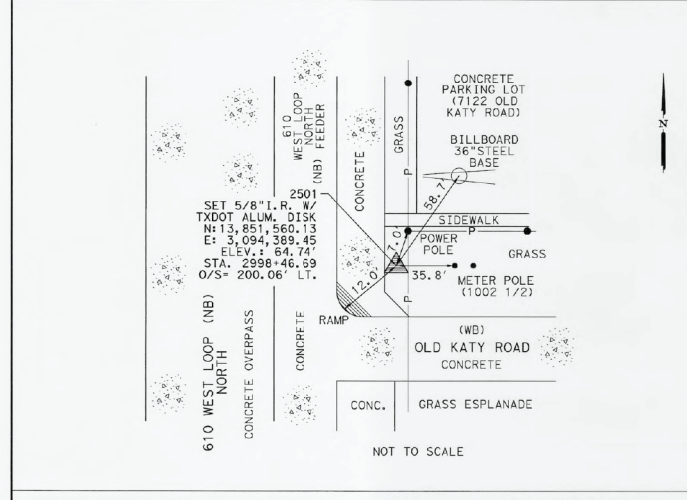 CONCRETE
PARKING LOT
(7122 OLD
KATY ROAD)
BILLBOARD
36"STEEL
BASE
N
610
WEST LOOP
NORTH
(NB) FEEDER
CONCRETE
GRASS
P
58.7'
2501
SET 5/8"I.R. W/
TXDOT ALUM. DISK
N:13,851,560.13
E: 3,094,389.45
ELEV.: 64.74'
STA. 2998+46.69
O/S= 200.06' LT.
SIDEWALK
7.0'
POWER
POLE
P
GRASS
35.8'
METER POLE
(1002 1/2)
12.0'
P
RAMP
610 WEST LOOP (NB)
NORTH
CONCRETE OVERPASS
CONCRETE
(WB)
OLD KATY ROAD
CONCRETE
CONC.
GRASS ESPLANADE
NOT TO SCALE